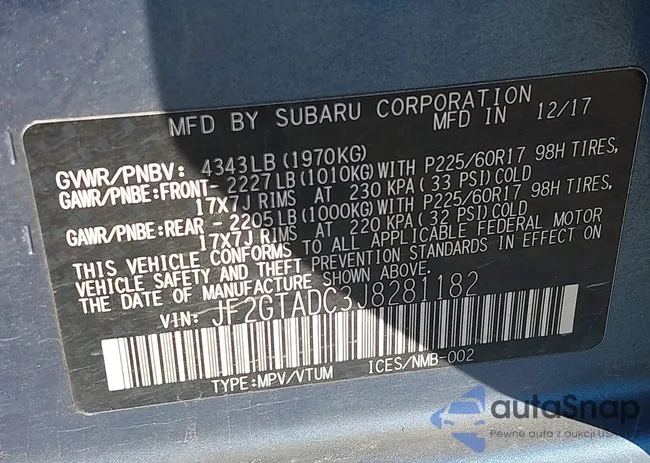 MFD BY SUBARU CORPORATION
MFD IN 12/17
GVWR/PNBV: 4343LB (1970KG)
GAWR/PNBE:FRONT- 2227LB (1010KG)WITH P225/60R17 98H TIRES,
17X7J RIMS AT 230 KPA (33 PSI)COLD
GAWR/PNBE:REAR - 2205LB (1000KG)WITH P225/60R17 98H TIRES,
17X7J RIMS AT 220 KPA (32 PSI)COLD
THIS VEHICLE CONFORMS TO ALL APPLICABLE FEDERAL MOTOR
VEHICLE SAFETY AND THEFT PREVENTION STANDARDS IN EFFECT ON
THE DATE OF MANUFACTURE SHOWN ABOVE.
VIN: JF2GTADC3J8281182
TYPE:MPV/VTUM ICES/NMB-002
autoSnap
Pewne auta z aukcji USA